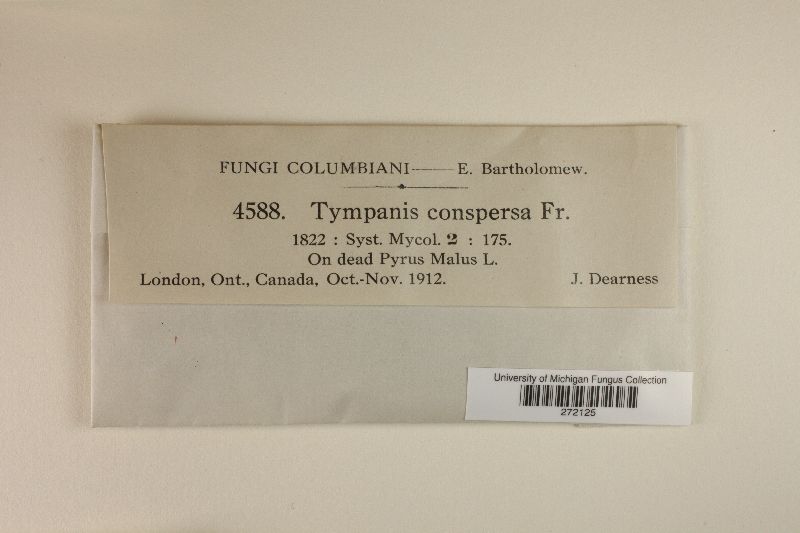 FUNGI COLUMBIANI—— E. Bartholomew.
4588. Tympanis conspersa Fr.
1822 : Syst. Mycol. 2 : 175.
On dead Pyrus Malus L.
London, Ont., Canada, Oct.-Nov. 1912. J. Dearness
University of Michigan Fungus Collection
272125